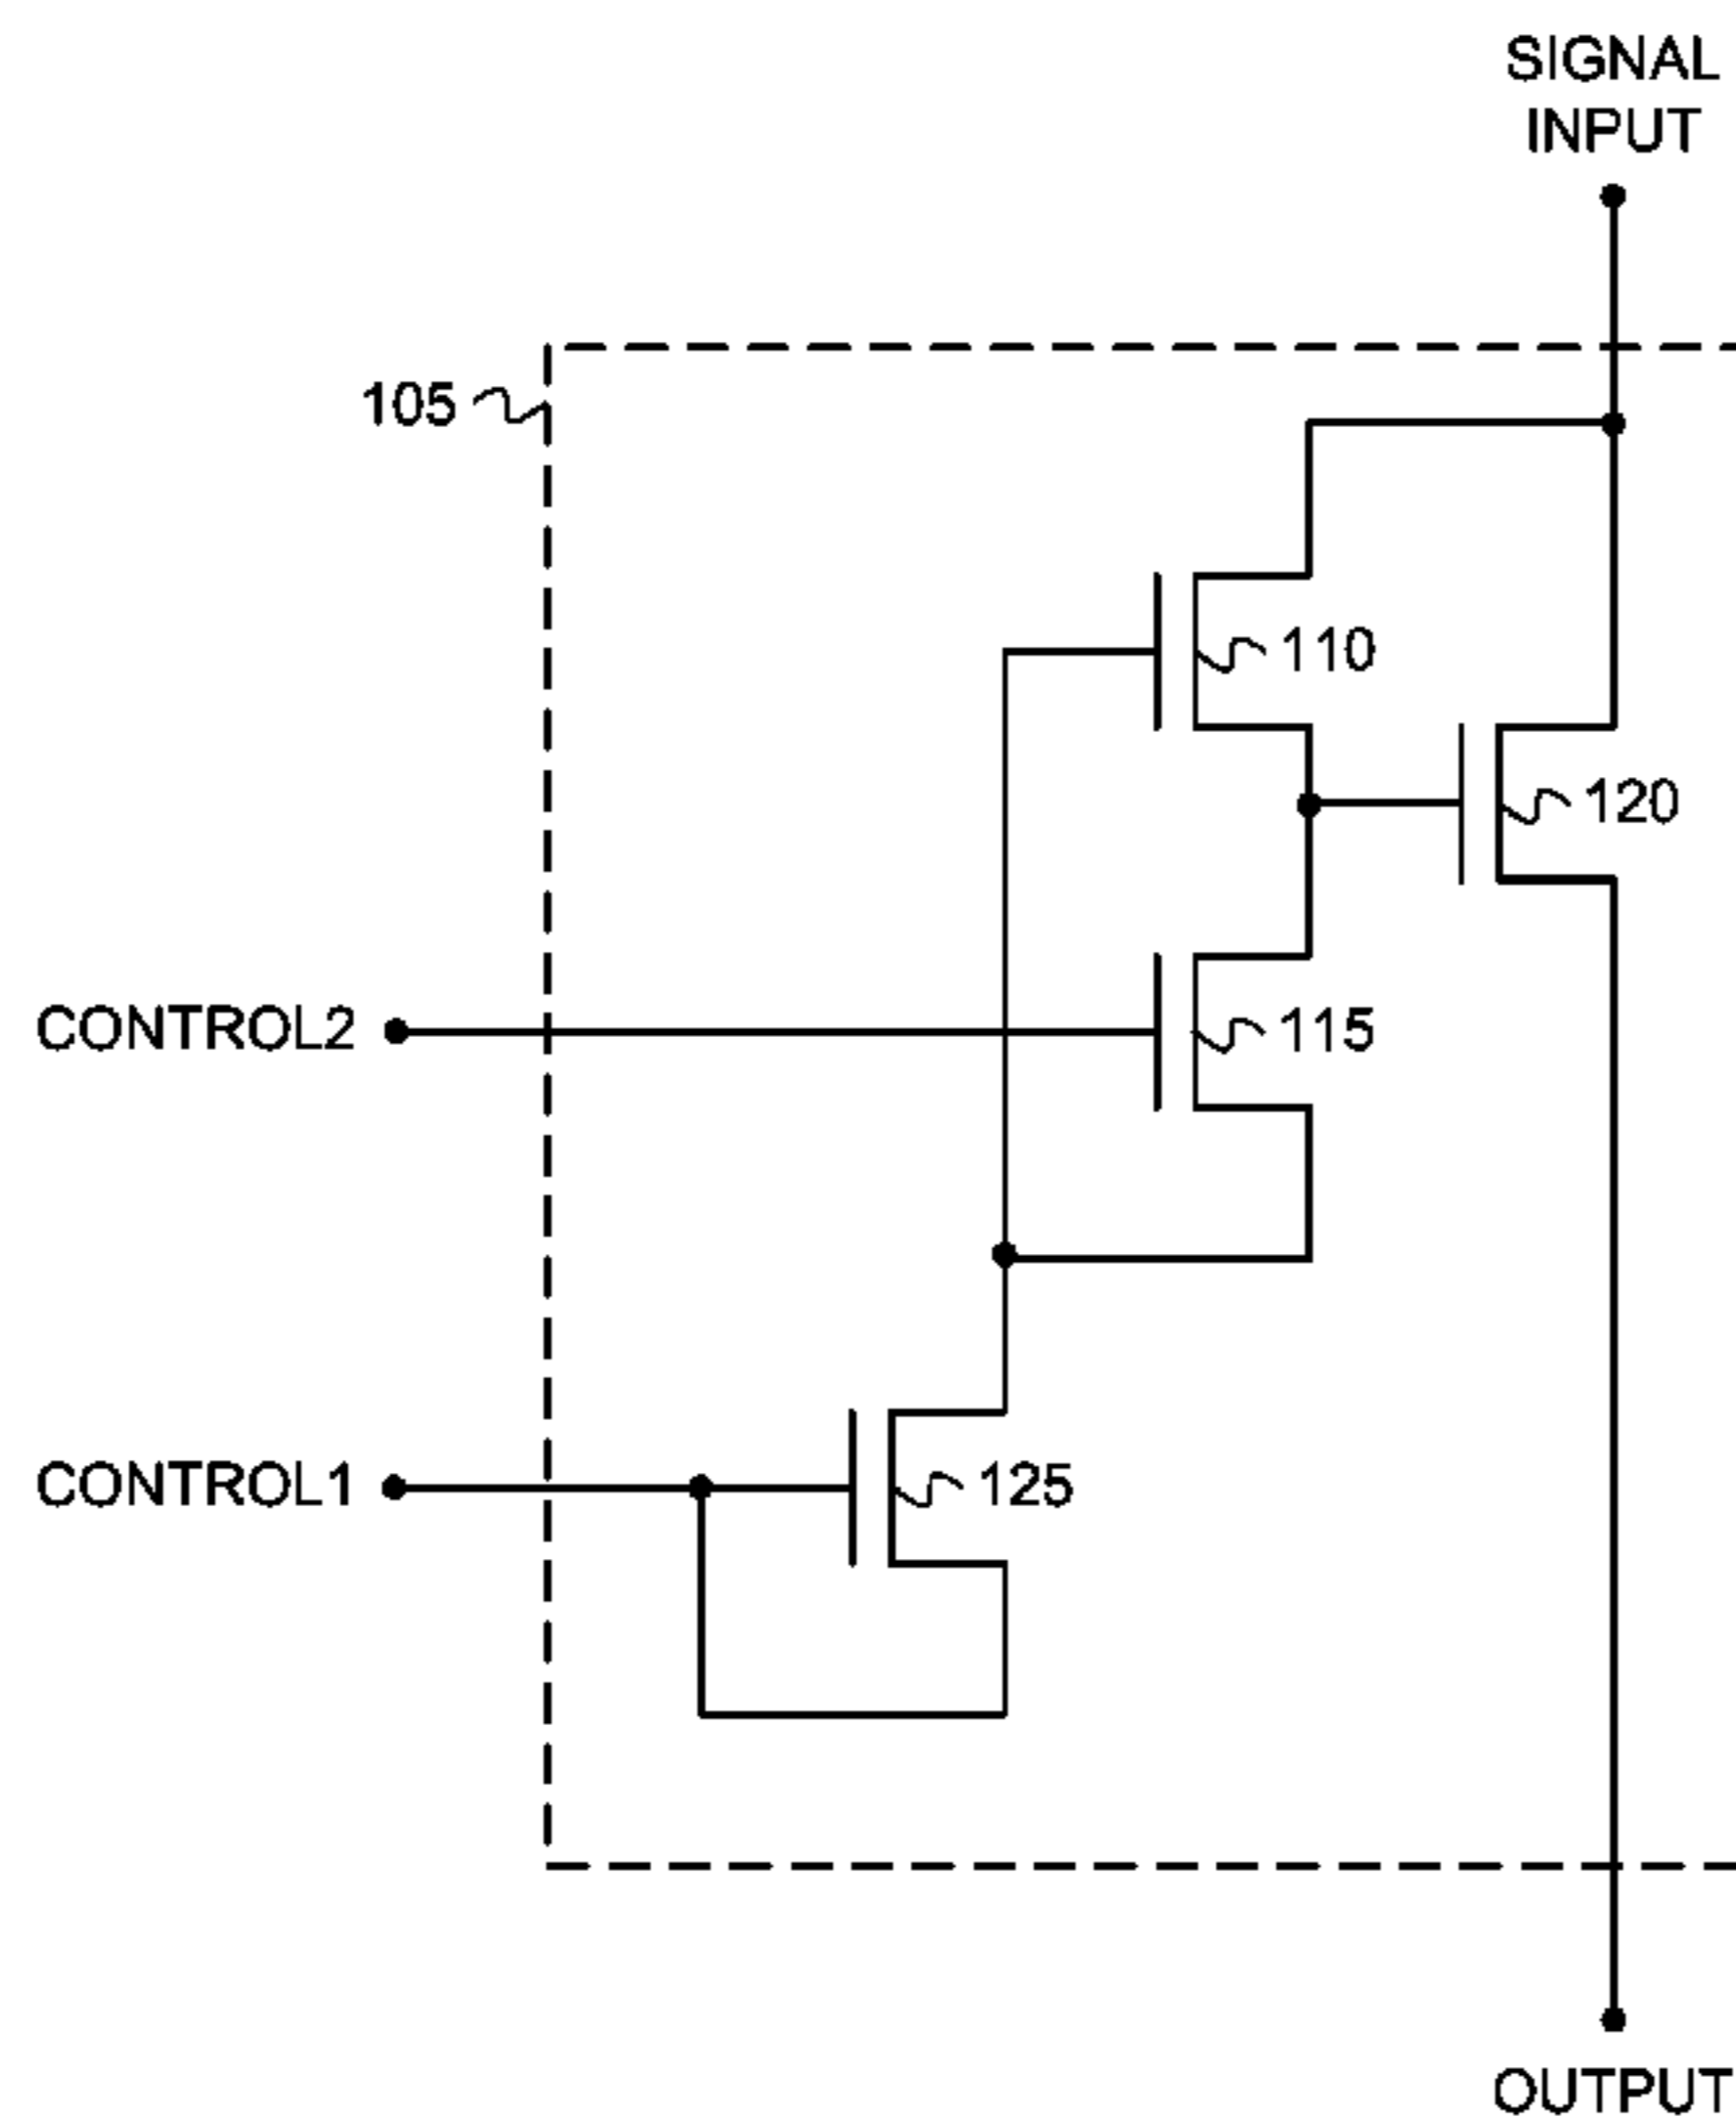 SIGNAL
INPUT
105
110
120
CONTROL2
115
CONTROL1
125
OUTPUT